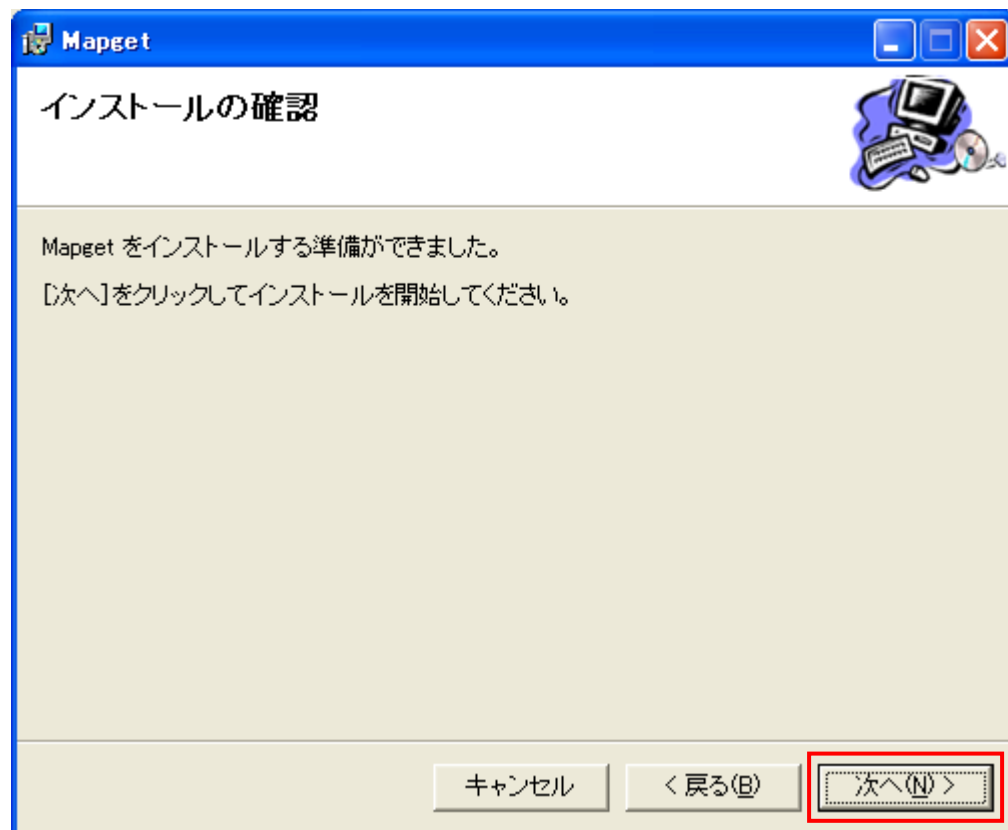 Mapget
インストールの確認
Mapget をインストールする準備ができました。
[次へ]をクリックしてインストールを開始してください。
キャンセル
< 戻る(B)
次へ(N) >